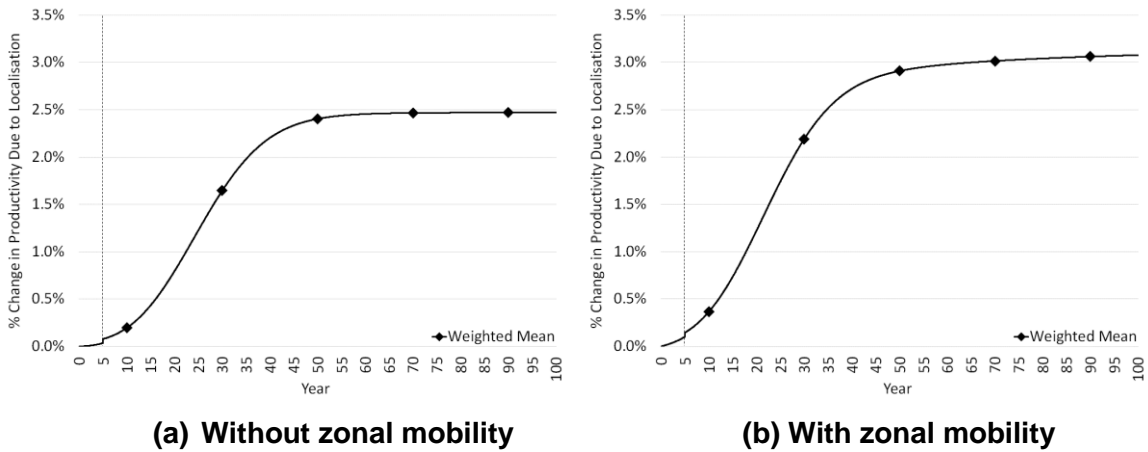 % Change in Productivity Due to Localisation
3.5%
3.0%
2.5%
2.0%
1.5%
1.0%
0.5%
0.0%
0 5 10 15 20 25 30 35 40 45 50 55 60 65 70 75 80 85 90 95 100
Year
Weighted Mean
(a) Without zonal mobility
% Change in Productivity Due to Localisation
3.5%
3.0%
2.5%
2.0%
1.5%
1.0%
0.5%
0.0%
0 5 10 15 20 25 30 35 40 45 50 55 60 65 70 75 80 85 90 95 100
Year
Weighted Mean
(b) With zonal mobility